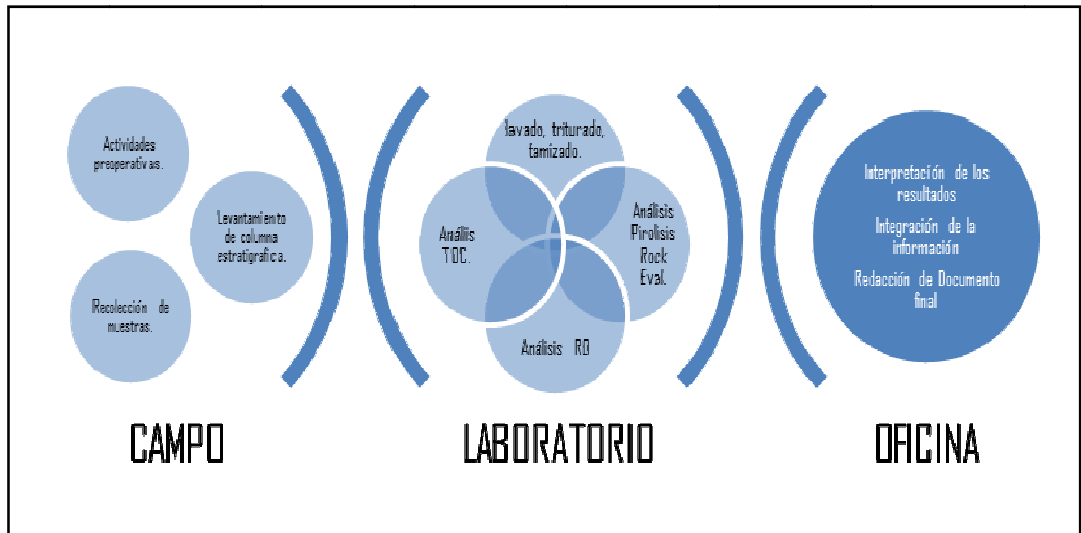 Actividades
preoperativas.
Levantamiento
de columna
estratigrafica.
Recolección de
muestras.
CAMPO
lavado, triturado,
tamizado.
Análiis
TOC.
Análisis
Pirolisis
Rock
Eval.
Análisis RO
LABORATORIO
Interpretación de los
resultados
Integración de la
información
Redacción de Documento
final
OFICINA